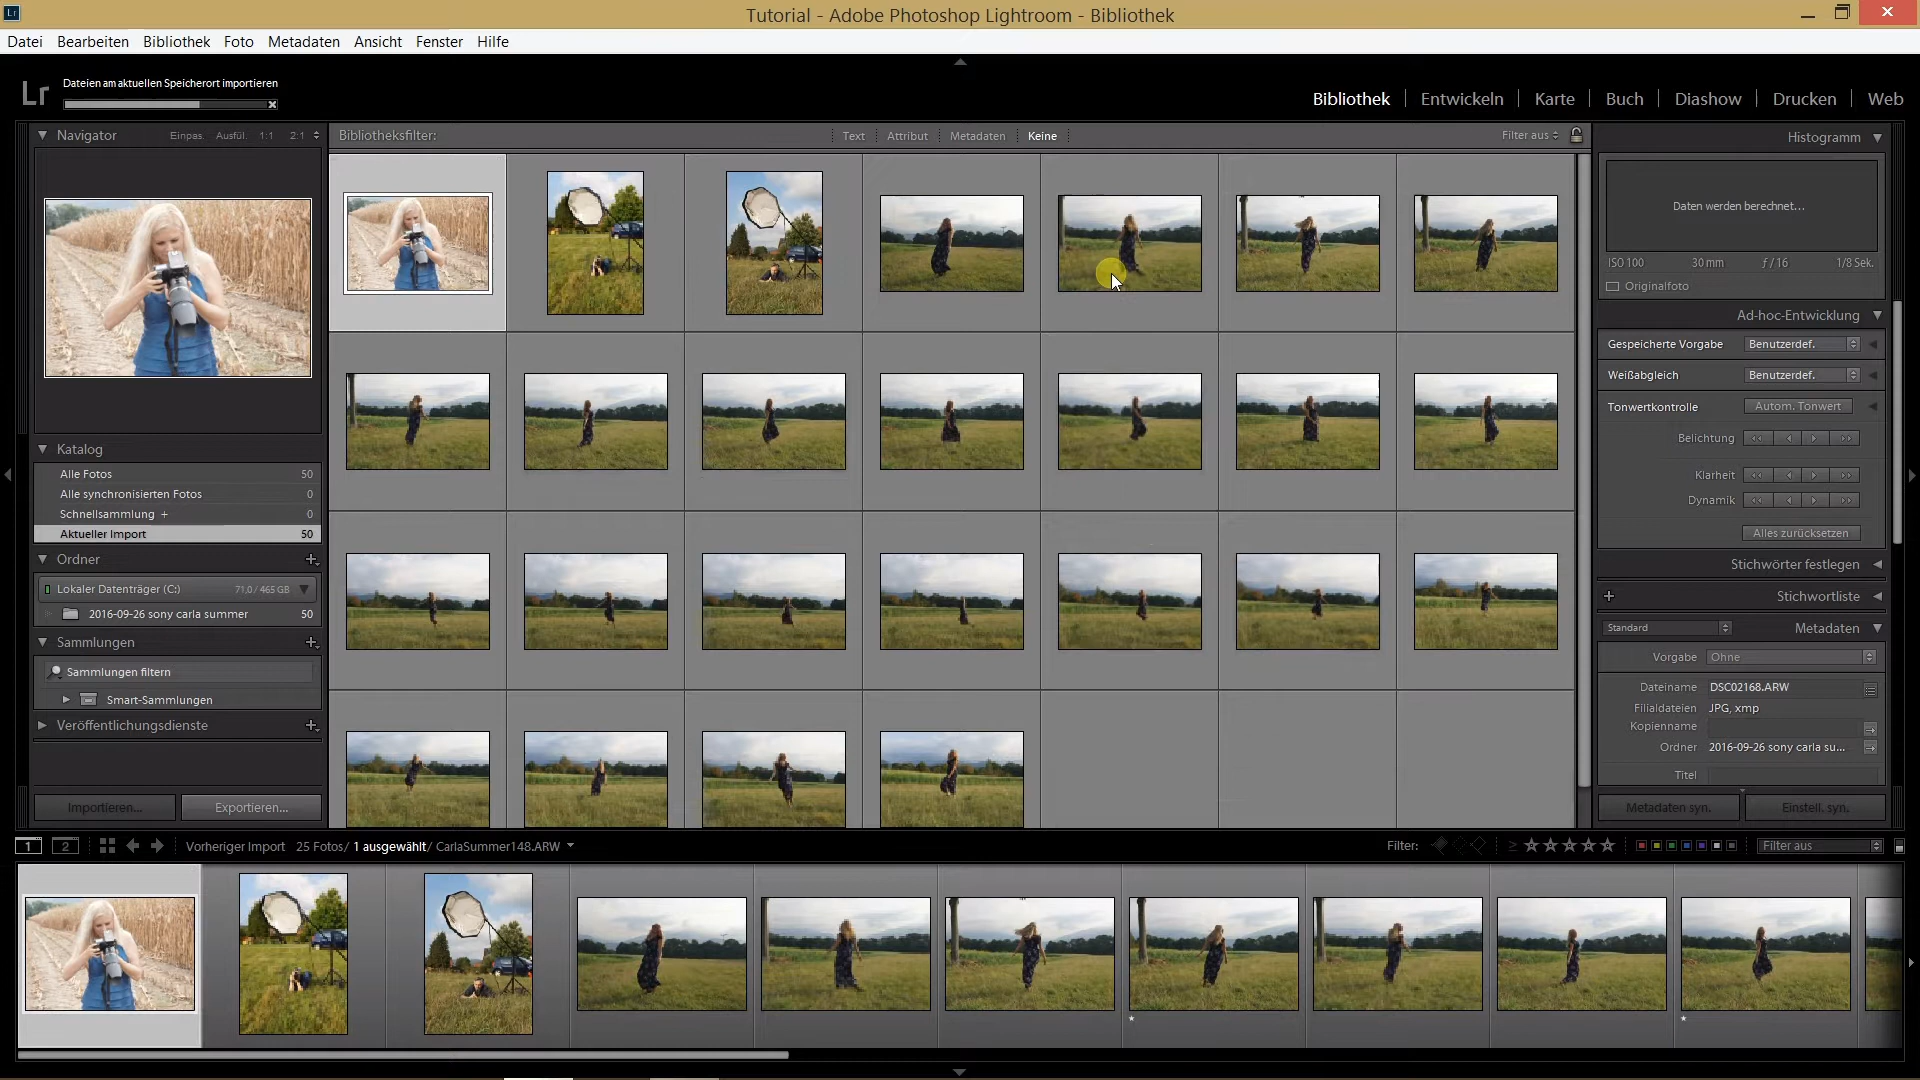 Tutorial - Adobe Photoshop Lightroom - Bibliothek
Datei Bearbeiten Bibliothek Foto Metadaten Ansicht Fenster Hilfe
Lr Dateien am aktuellen Speicherort importieren
Bibliothek Entwickeln Karte Buch Diashow Drucken Web
Navigator Einpas. Ausfül. 1:1 2:1
Bibliotheksfilter: Text Attribut Metadaten Keine Filter aus
Histogramm
Daten werden berechnet...
ISO 100 30 mm ƒ / 16 1/8 Sek.
Originalfoto
Ad-hoc-Entwicklung
Gespeicherte Vorgabe Benutzerdef.
Weißabgleich Benutzerdef.
Tonwertkontrolle Autom. Tonwert
Belichtung
Klarheit
Dynamik
Alles zurücksetzen
Stichwörter festlegen
Stichwortliste
Standard Metadaten
Vorgabe Ohne
Dateiname DSC02168.ARW
Filialdateien JPG, xmp
Kopienname
Ordner 2016-09-26 sony carla su...
Titel
Metadaten syn. Einstell. syn.
Katalog
Alle Fotos 50
Alle synchronisierten Fotos 0
Schnellsammlung + 0
Aktueller Import 50
Ordner
Lokaler Datenträger (C:) 71,0 / 465 GB
2016-09-26 sony carla summer 50
Sammlungen
Sammlungen filtern
Smart-Sammlungen
Veröffentlichungsdienste
Importieren... Exportieren...
1 2 Vorheriger Import 25 Fotos/ 1 ausgewählt/ CarlaSummer148.ARW Filter: ≥ Filter aus